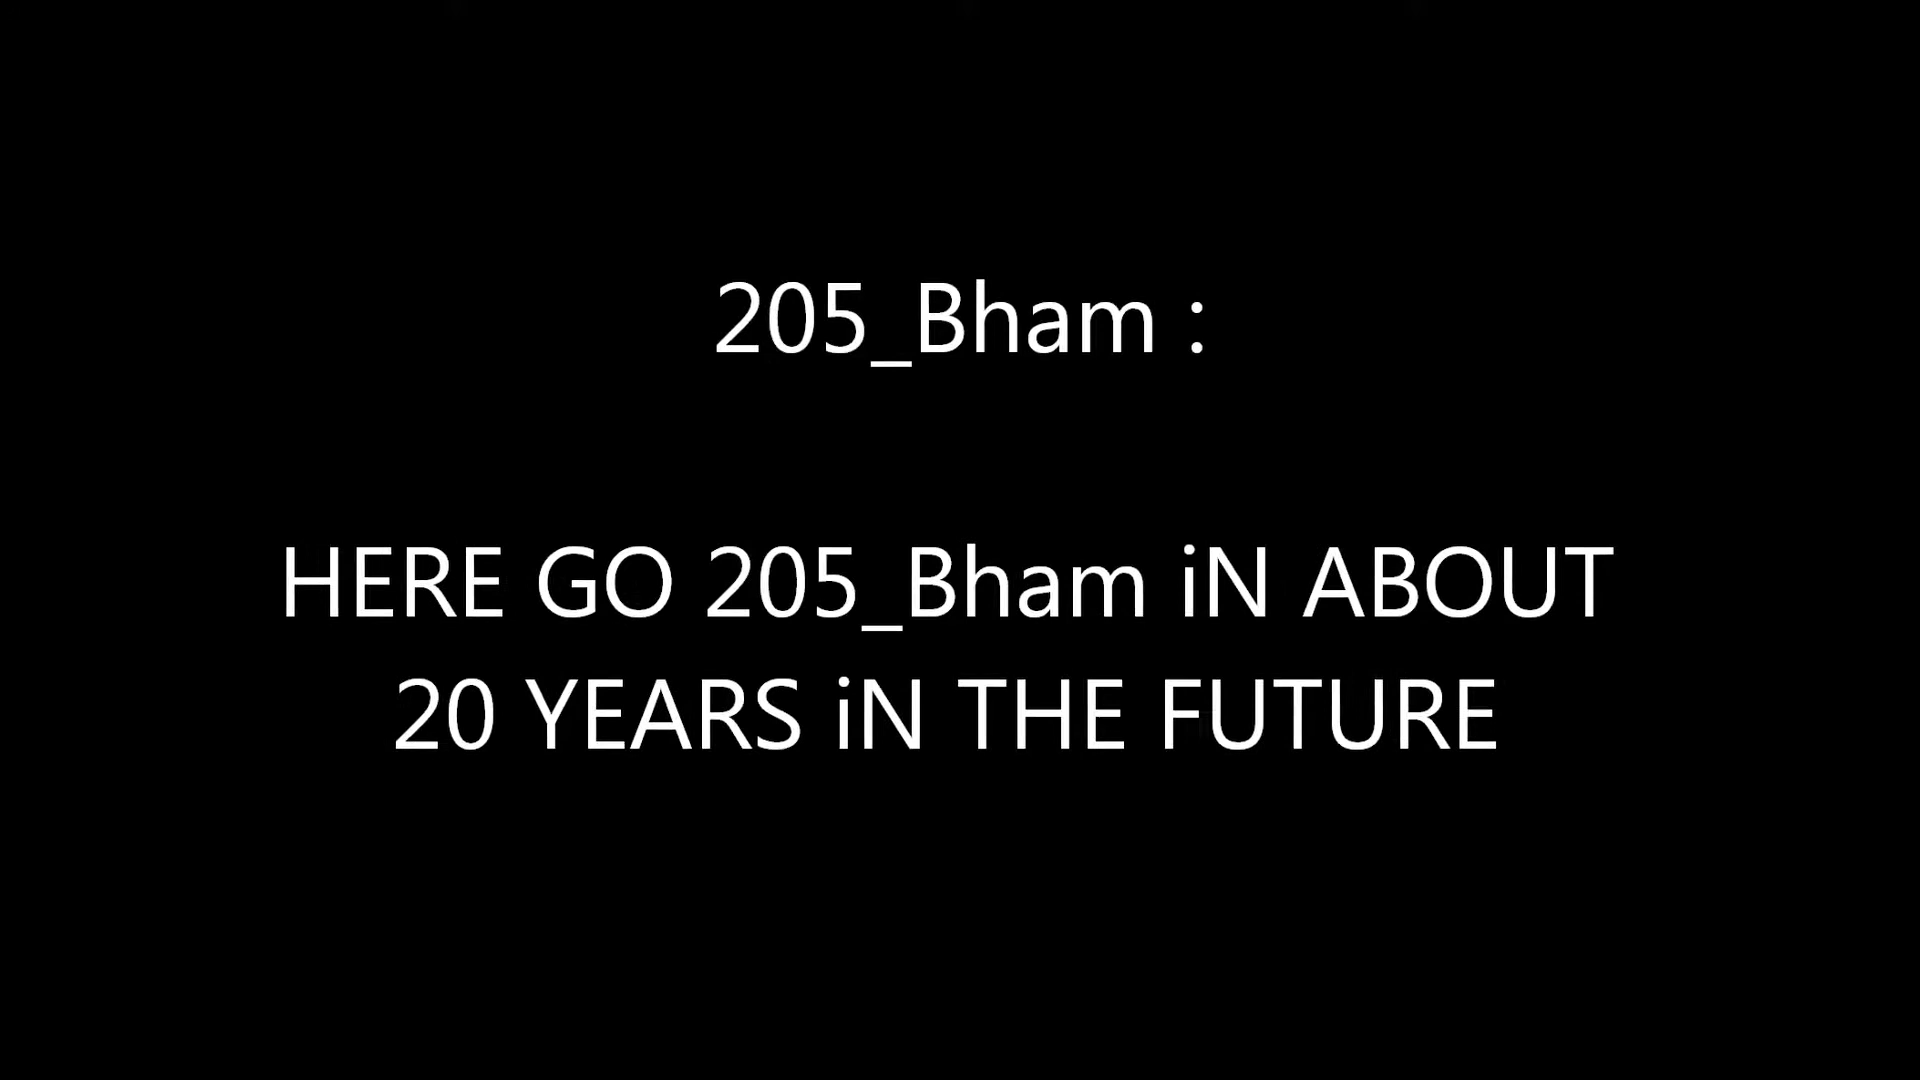 205_Bham :
HERE GO 205_Bham iN ABOUT
20 YEARS iN THE FUTURE